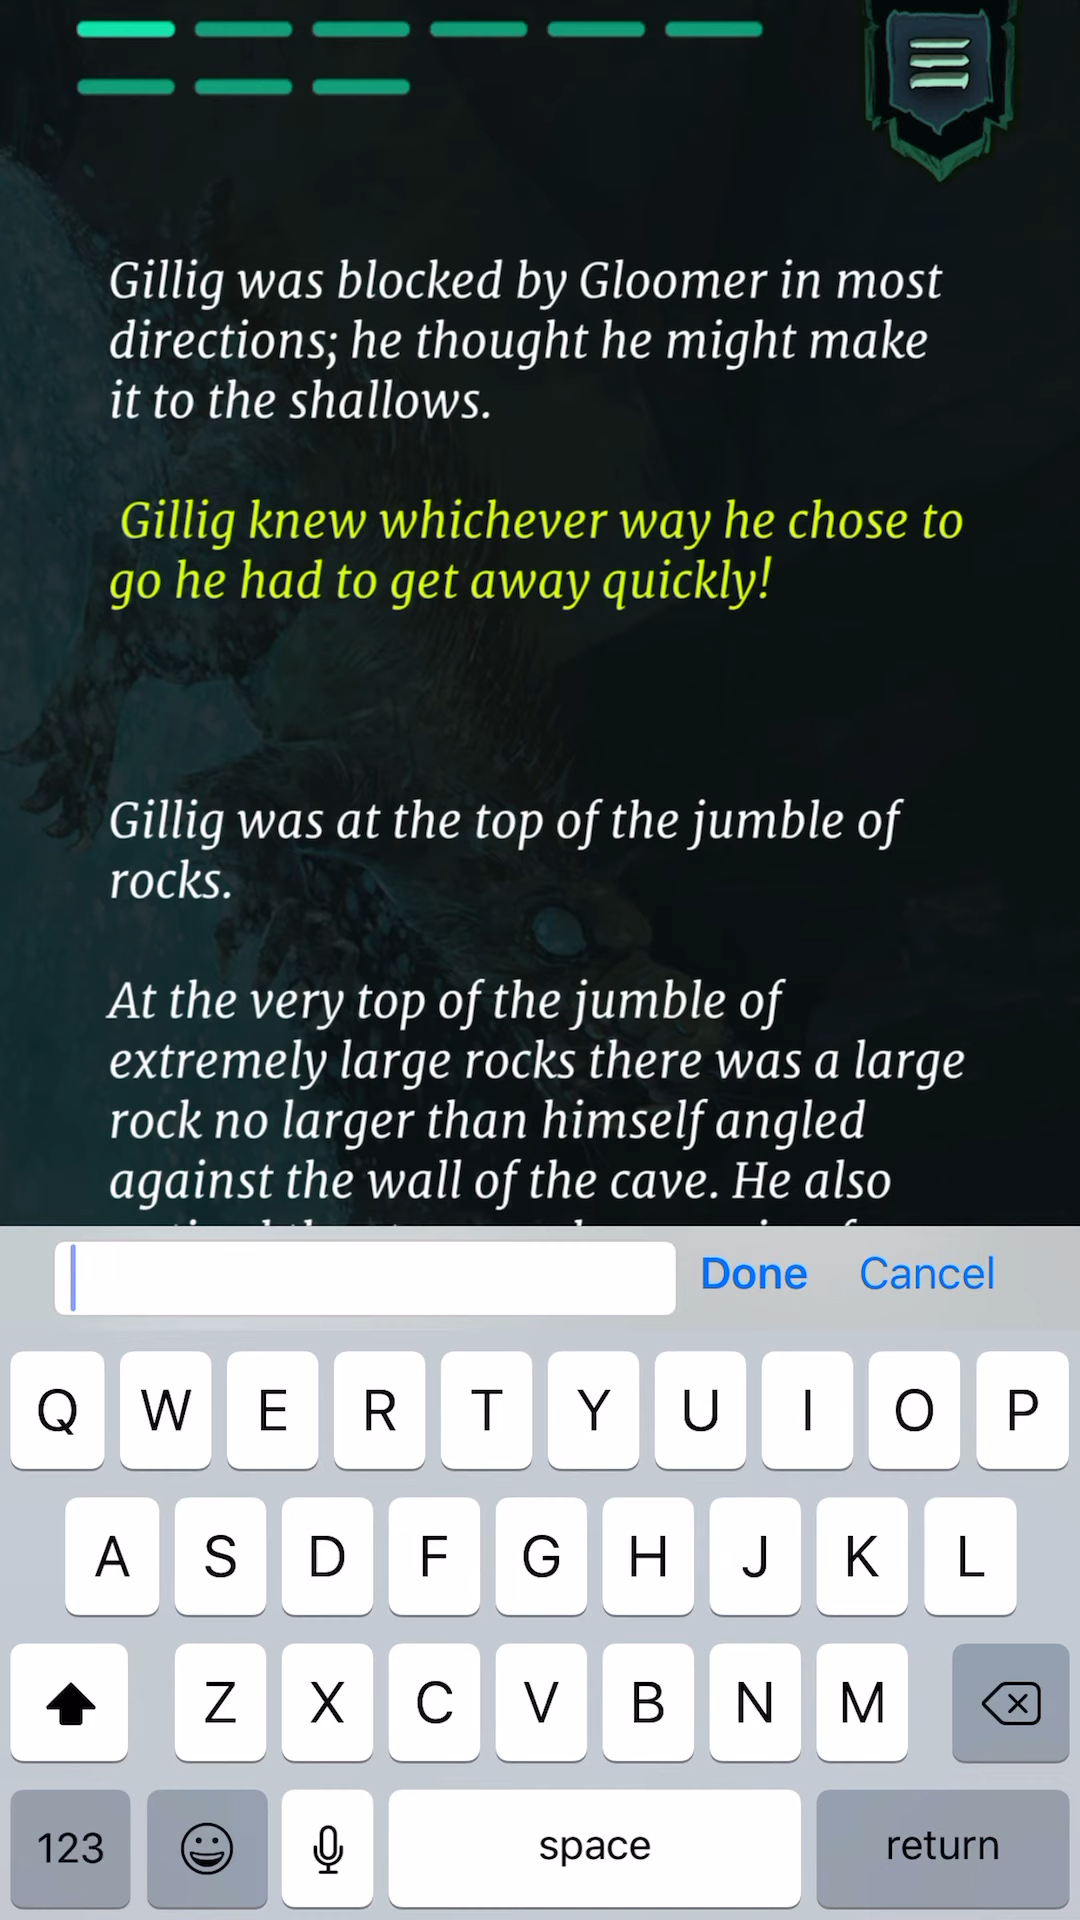 Gillig was blocked by Gloomer in most
directions; he thought he might make
it to the shallows.
Gillig knew whichever way he chose to
go he had to get away quickly!
Gillig was at the top of the jumble of
rocks.
At the very top of the jumble of
extremely large rocks there was a large
rock no larger than himself angled
against the wall of the cave. He also
Done Cancel
Q W E R T Y U I O P
A S D F G H J K L
Z X C V B N M
123 space return